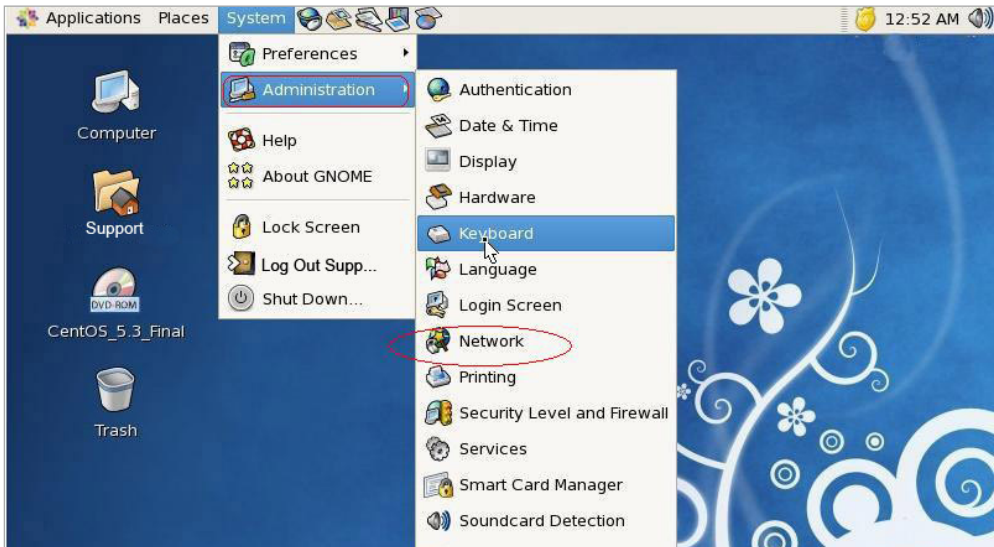 Applications Places System 12:52 AM
Preferences
Administration
Help
About GNOME
Lock Screen
Log Out Supp...
Shut Down...
Authentication
Date & Time
Display
Hardware
Keyboard
Language
Login Screen
Network
Printing
Security Level and Firewall
Services
Smart Card Manager
Soundcard Detection
Computer
Support
DVD-ROM
CentOS_5.3_Final
Trash